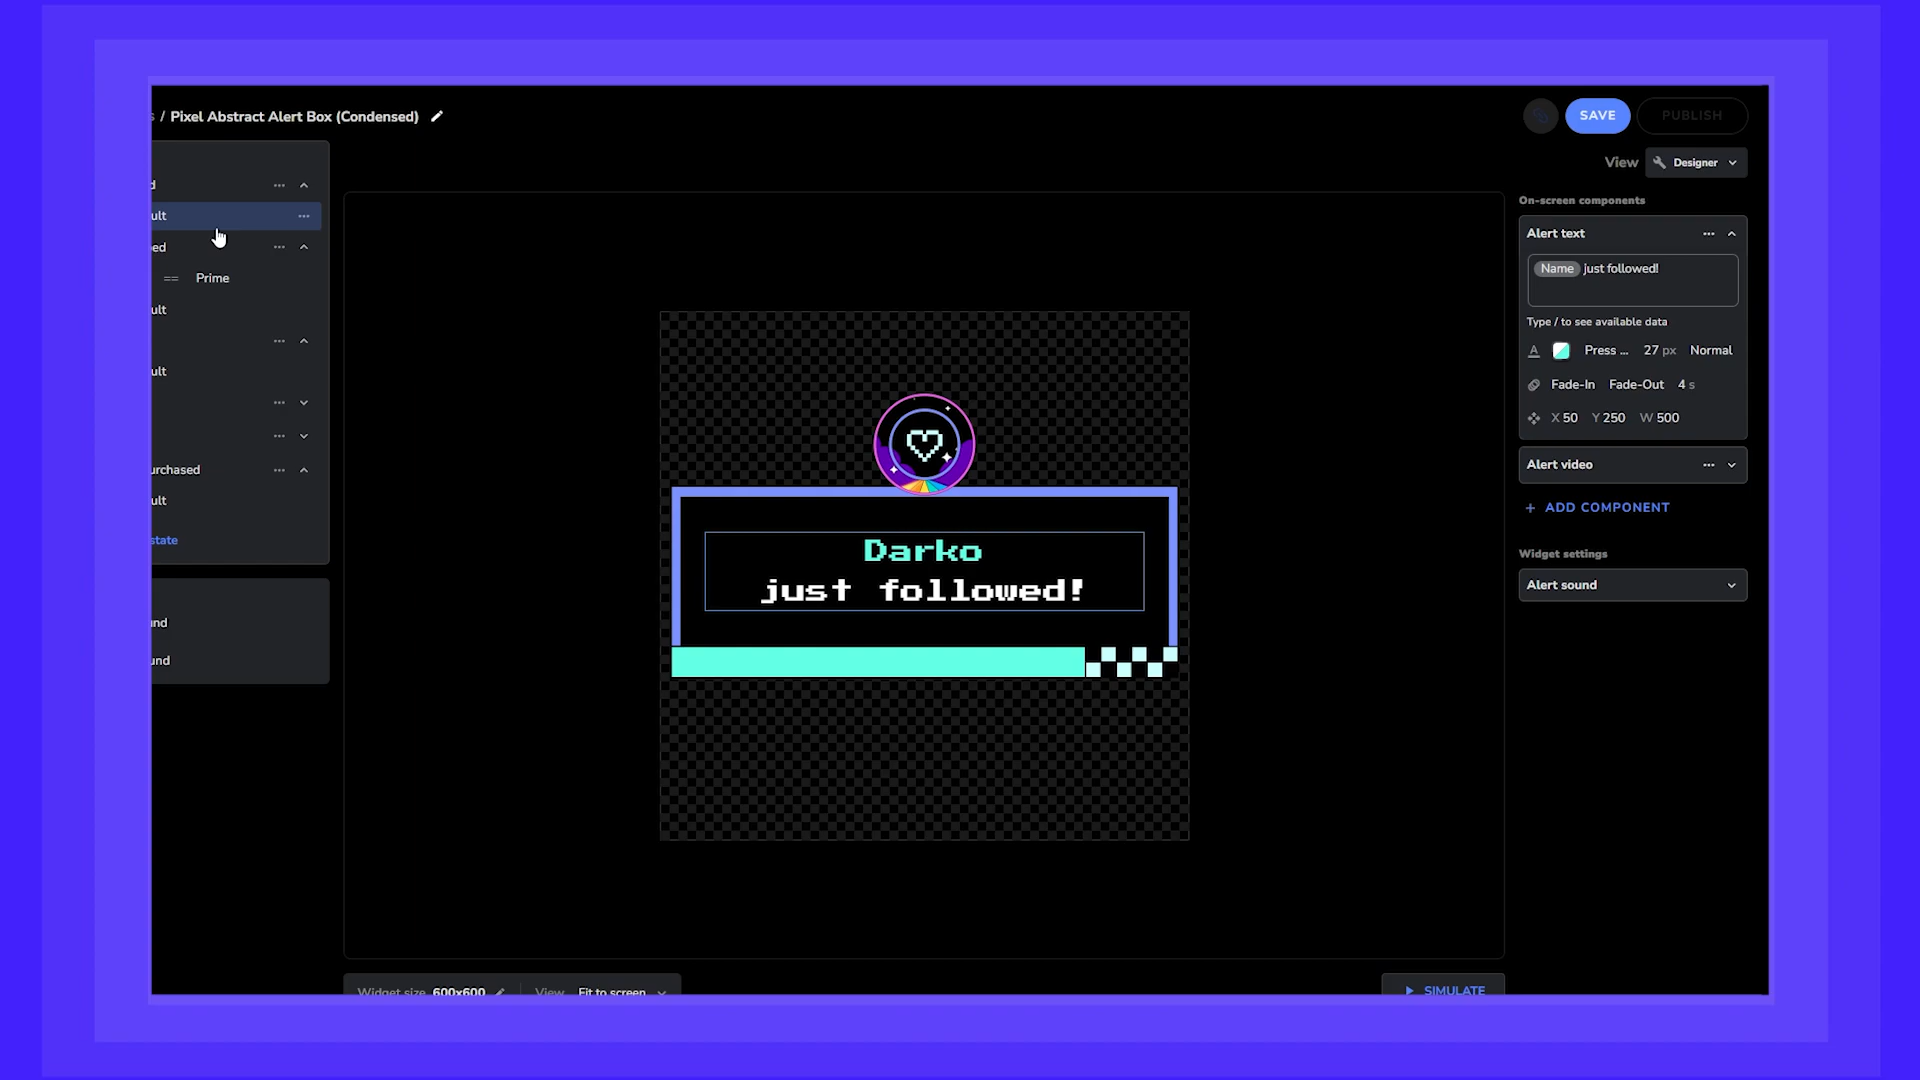 s / Pixel Abstract Alert Box (Condensed)
SAVE
PUBLISH
View Designer
d
ult
ed
== Prime
ult
ult
urchased
ult
state
und
und
Darko
just followed!
On-screen components
Alert text
Name just followed!
Type / to see available data
A Press ... 27 px Normal
Fade-In Fade-Out 4 s
X 50 Y 250 W 500
Alert video
+ ADD COMPONENT
Widget settings
Alert sound
Widget size 600x600 View Fit to screen
SIMULATE